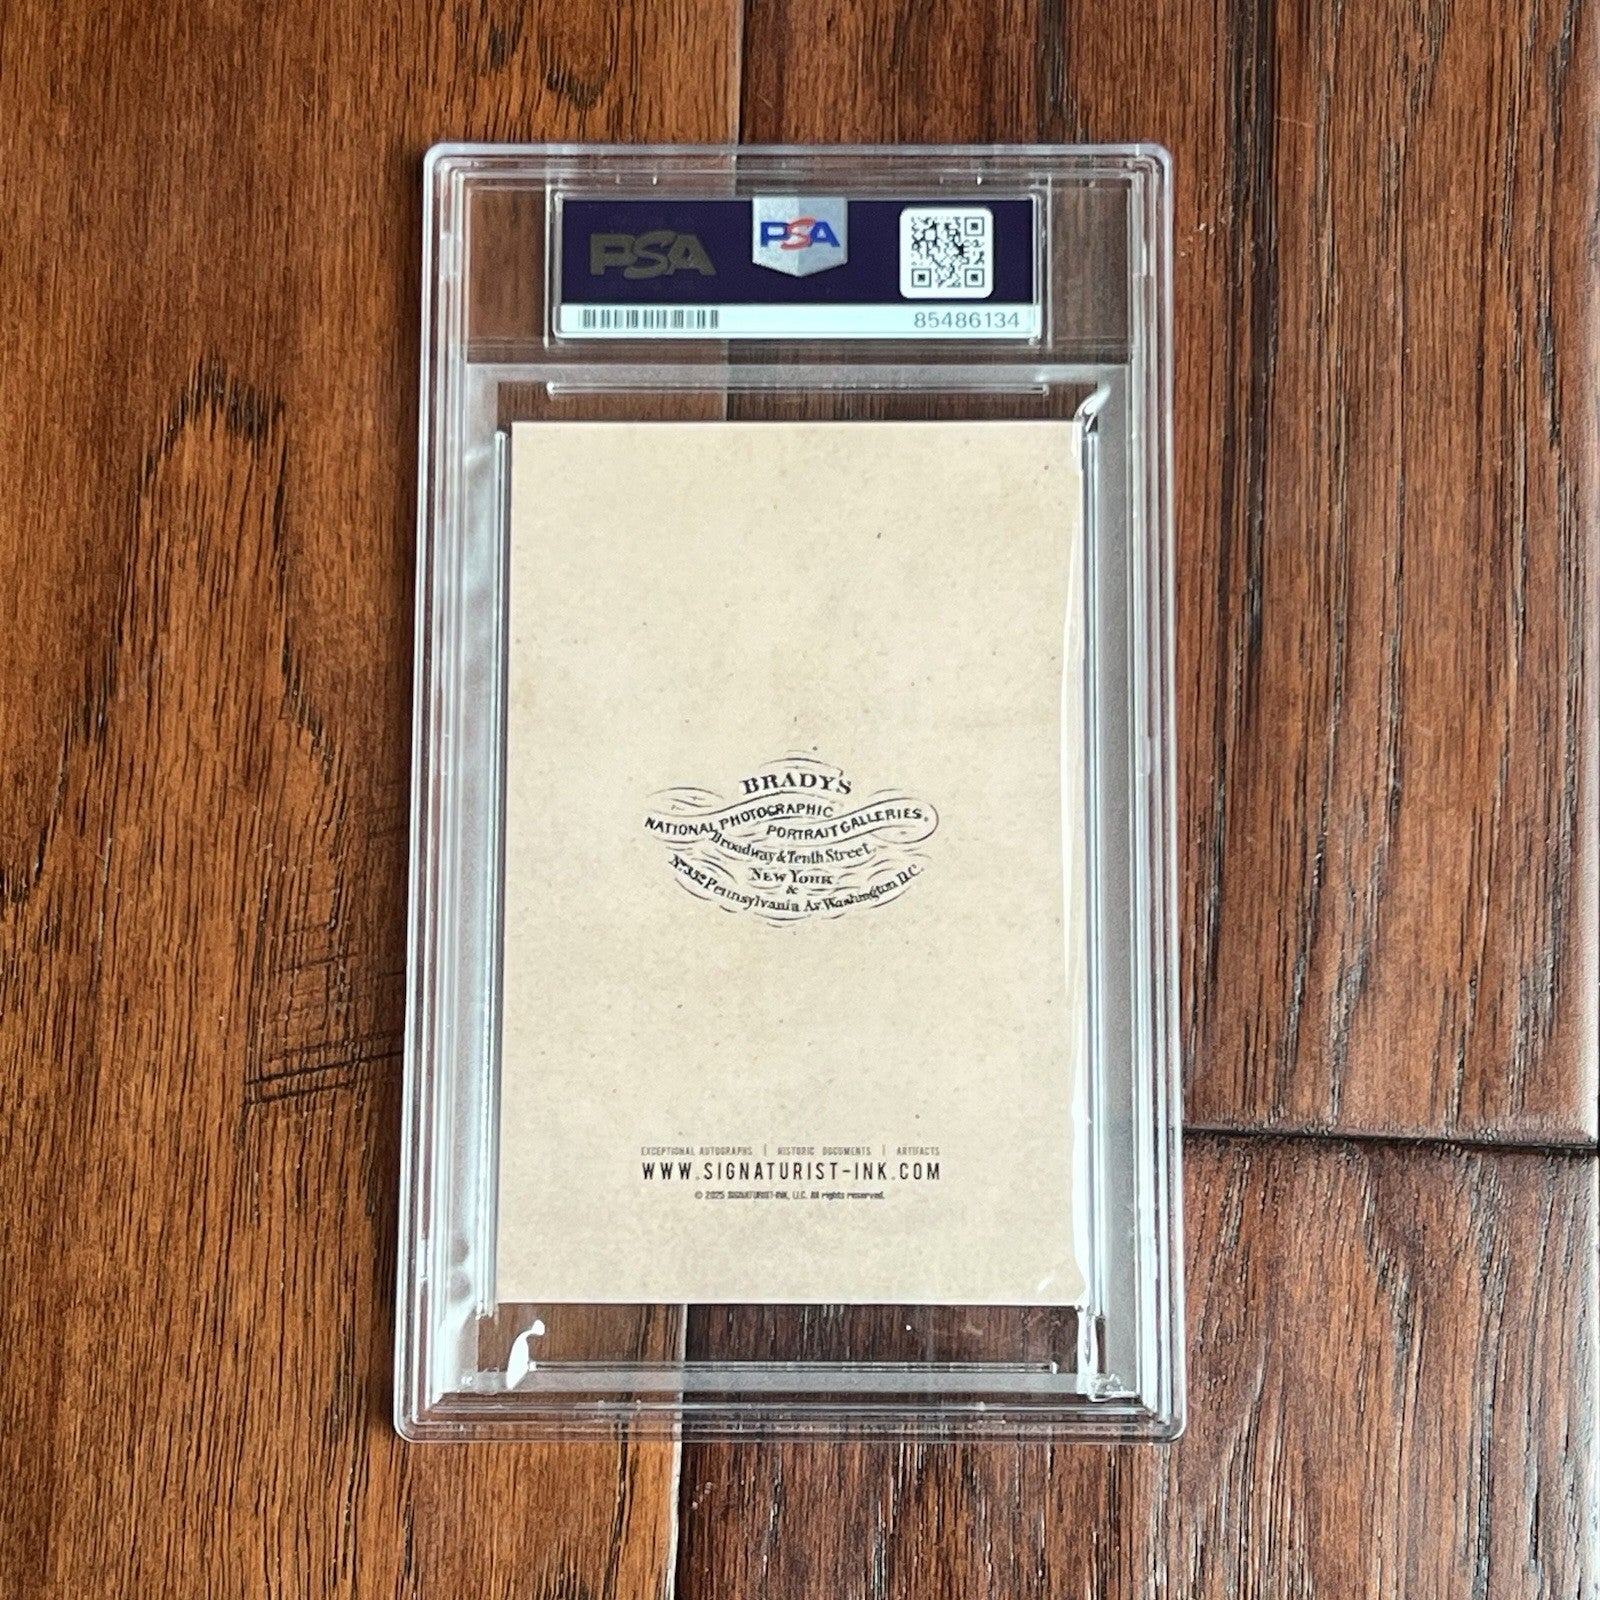 PSA
PSA
85486134
BRADY'S
NATIONAL PHOTOGRAPHIC PORTRAIT GALLERIES.
Broadway & Tenth Street,
NEW YORK
&
No. 352 Pennsylvania Av. Washington D.C.
EXCEPTIONAL AUTOGRAPHS | HISTORIC DOCUMENTS | ARTIFACTS
WWW.SIGNATURIST-INK.COM
© 2025 SIGNATURIST-INK, LLC. All rights reserved.